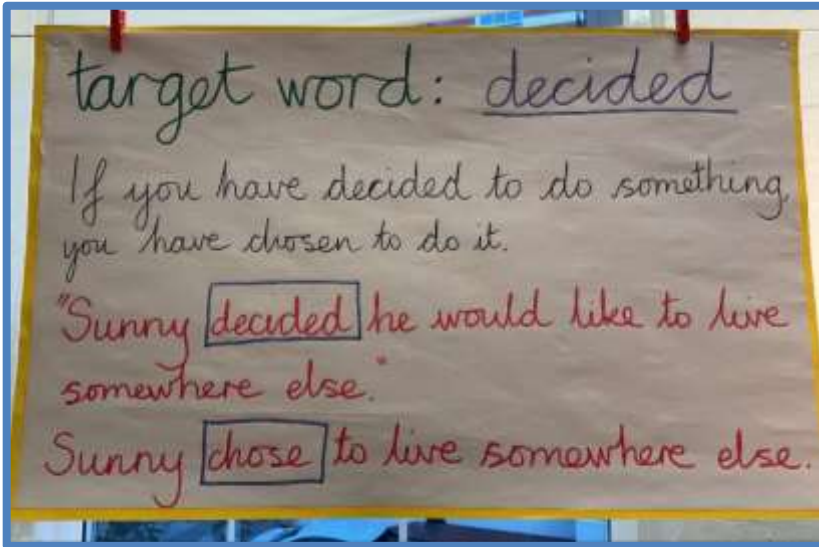 target word: decided
If you have decided to do something,
you have chosen to do it.
"Sunny decided he would like to live
somewhere else."
Sunny chose to live somewhere else.